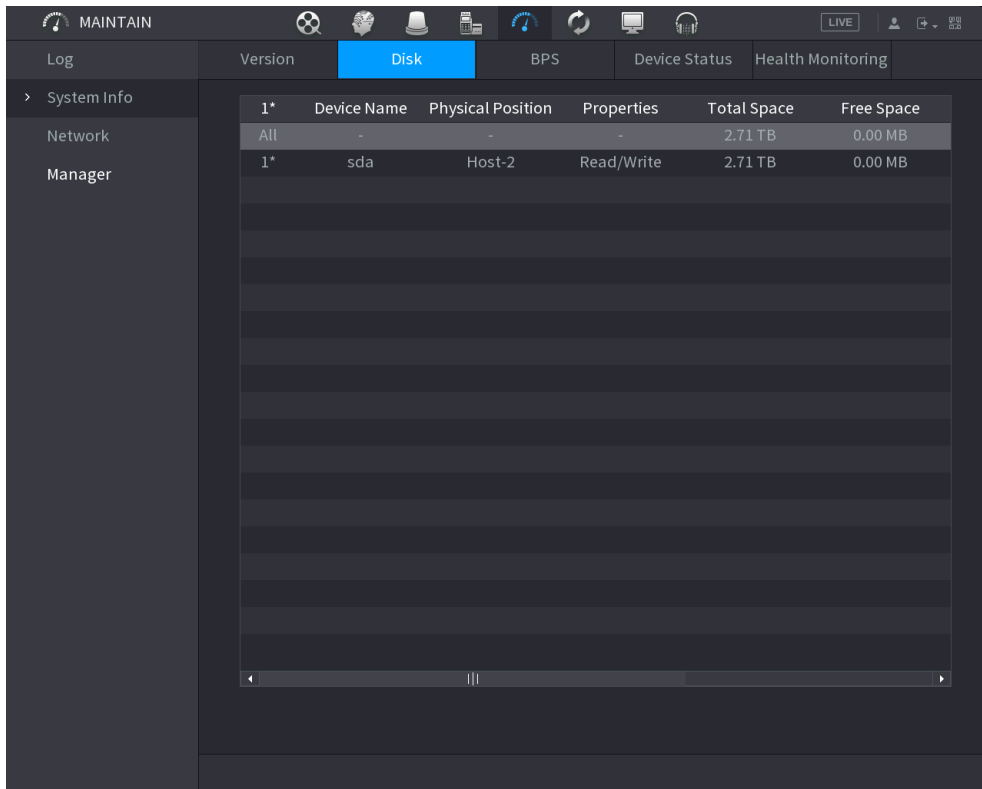 MAINTAIN LIVE
Log Version Disk BPS Device Status Health Monitoring
System Info
Network
Manager
1* Device Name Physical Position Properties Total Space Free Space
All - - - 2.71 TB 0.00 MB
1* sda Host-2 Read/Write 2.71 TB 0.00 MB